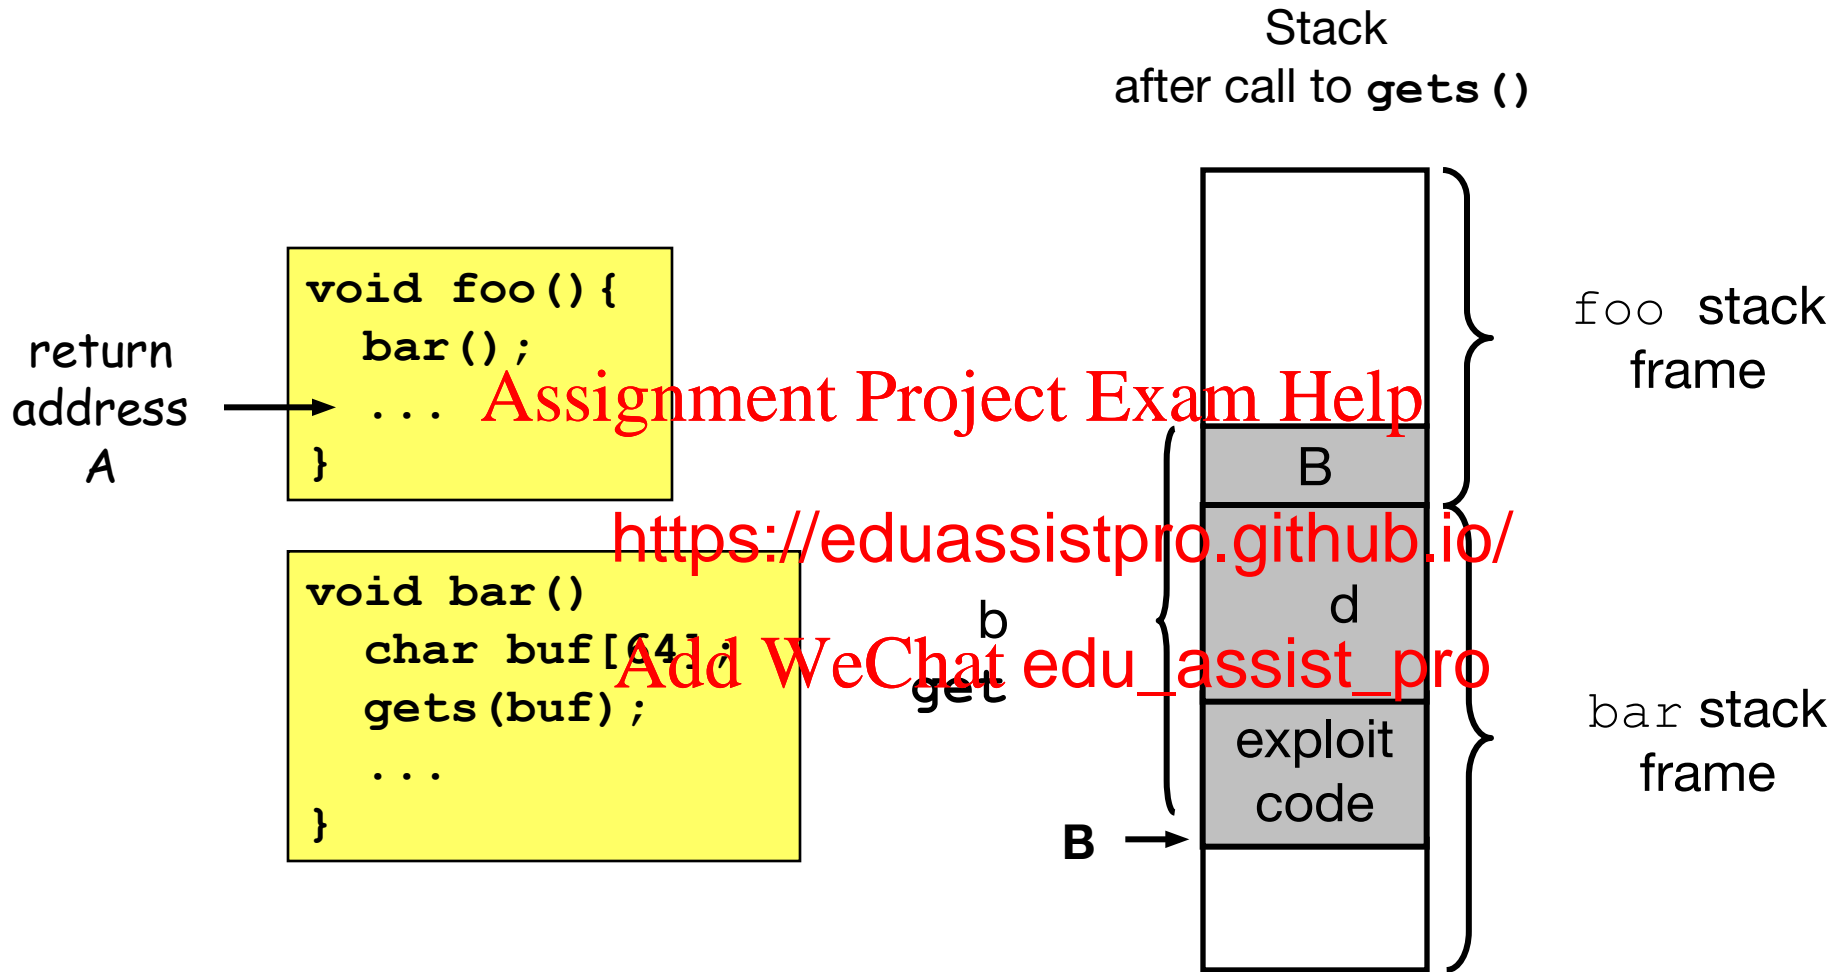 Stack
after call to gets()
void foo(){
bar();
...
}
return
address
A
foo stack
frame
Assignment Project Exam Help
B
https://eduassistpro.github.io/
void bar()
char buf[64];
gets(buf);
...
}
b
get
d
Add WeChat edu_assist_pro
exploit
code
B
bar stack
frame